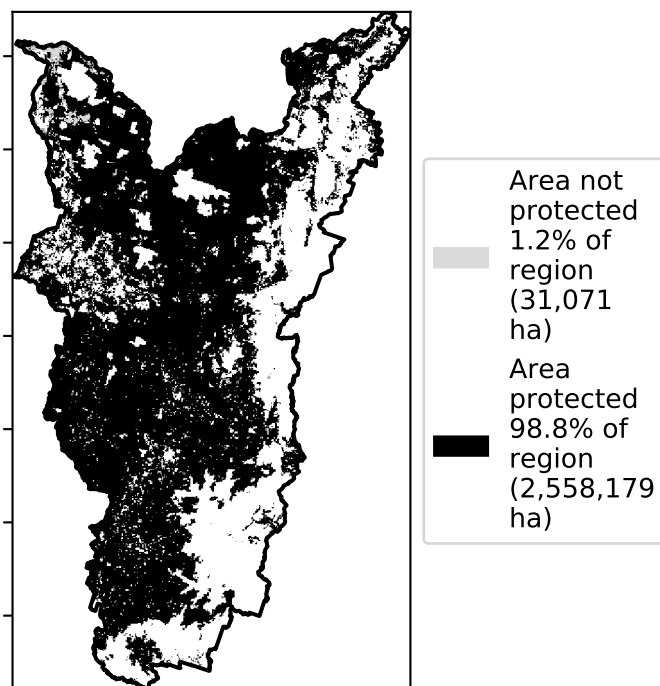 Area not
protected
1.2% of
region
(31,071
ha)
Area
protected
98.8% of
region
(2,558,179
ha)